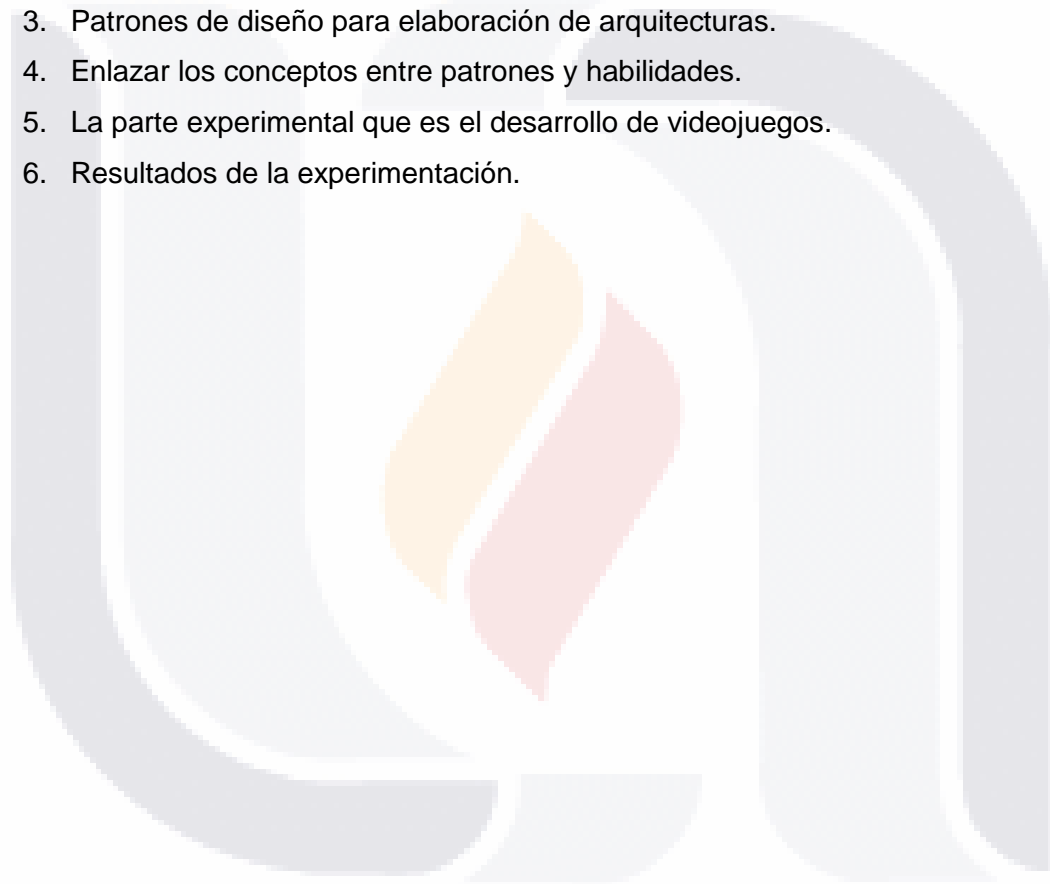 3. Patrones de diseño para elaboración de arquitecturas.
4. Enlazar los conceptos entre patrones y habilidades.
5. La parte experimental que es el desarrollo de videojuegos.
6. Resultados de la experimentación.